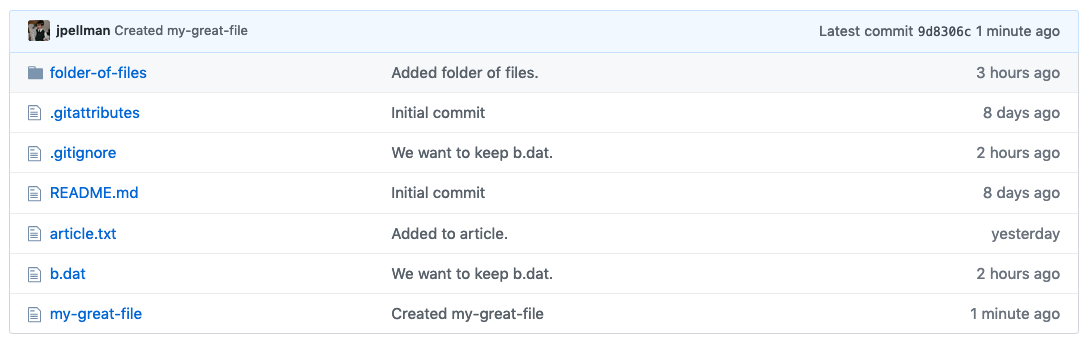 jpellman Created my-great-file Latest commit 9d8306c 1 minute ago
folder-of-files Added folder of files. 3 hours ago
.gitattributes Initial commit 8 days ago
.gitignore We want to keep b.dat. 2 hours ago
README.md Initial commit 8 days ago
article.txt Added to article. yesterday
b.dat We want to keep b.dat. 2 hours ago
my-great-file Created my-great-file 1 minute ago